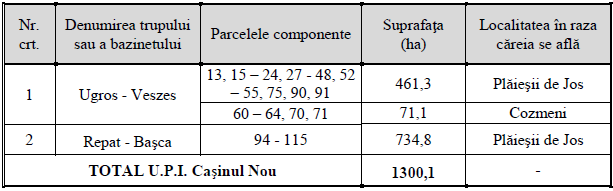 Nr. crt. Denumirea trupului sau a bazinetului Parcelele componente Suprafaţa (ha) Localitatea în raza căreia se află
1 Ugros - Veszes 13, 15 – 24, 27 - 48, 52 – 55, 75, 90, 91 461,3 Plăieşii de Jos
60 – 64, 70, 71 71,1 Cozmeni
2 Repat - Başca 94 - 115 734,8 Plăieşii de Jos
TOTAL U.P.I. Caşinul Nou 1300,1 -